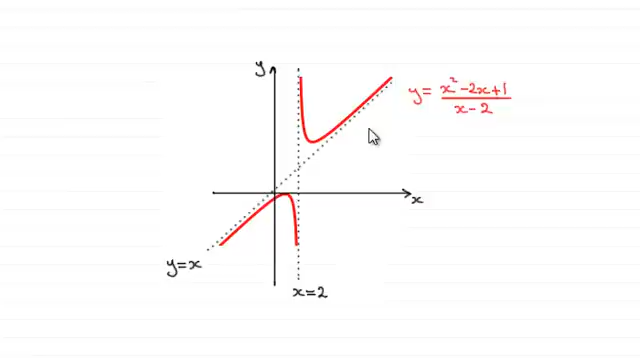 y
y = x² - 2x + 1
x - 2
x
y = x
x = 2